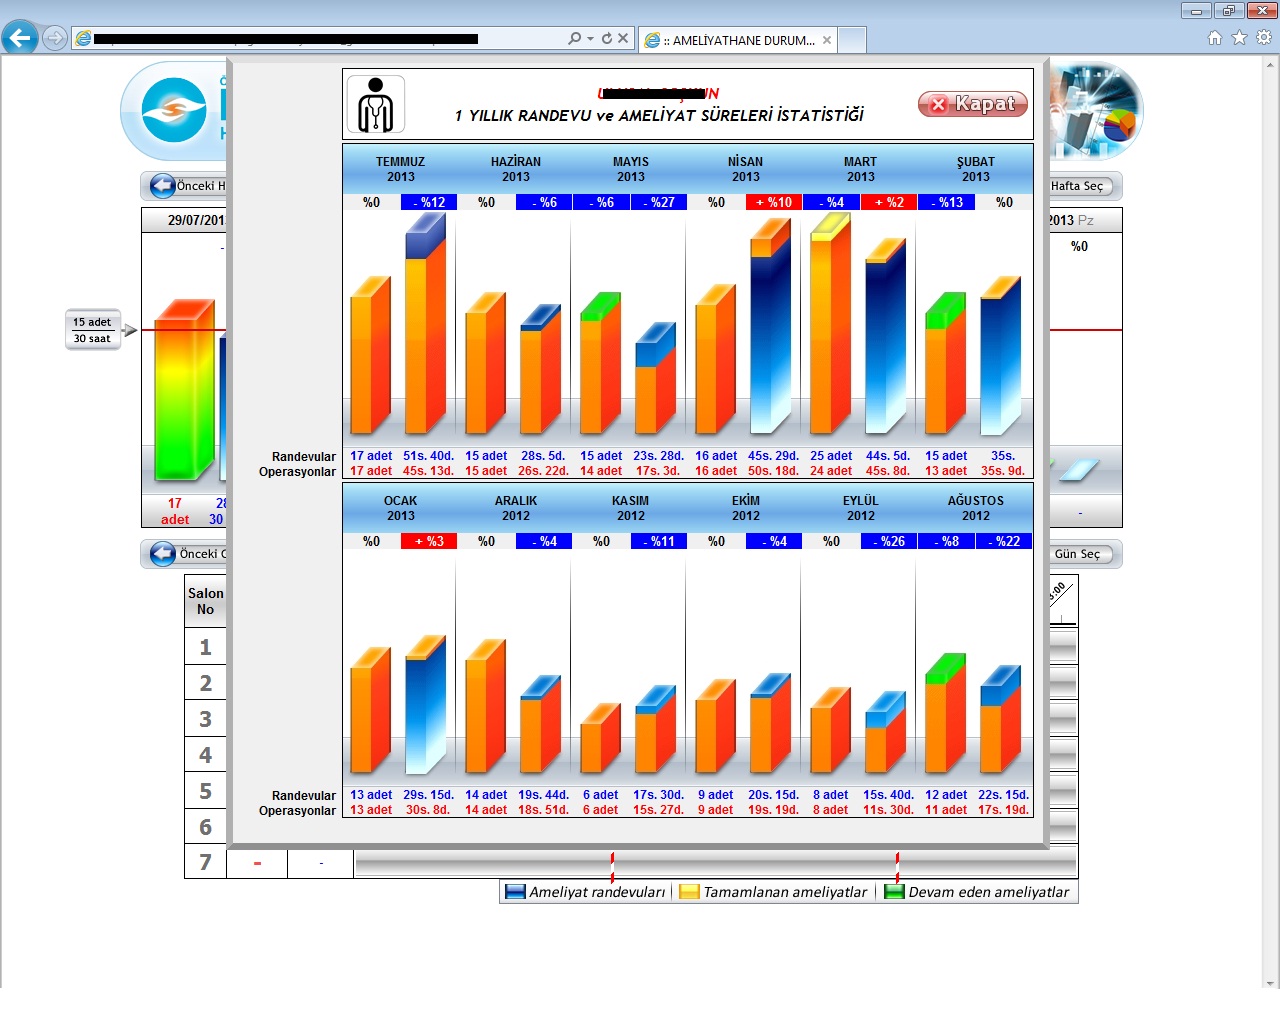 :: AMELİYATHANE DURUM...
1 YILLIK RANDEVU ve AMELİYAT SÜRELERİ İSTATİSTİĞİ
Kapat
TEMMUZ HAZİRAN MAYIS NİSAN MART ŞUBAT
2013 2013 2013 2013 2013 2013
%0 - %12 %0 - %6 - %6 - %27 %0 + %10 - %4 + %2 - %13 %0
Randevular 17 adet 51s. 40d. 15 adet 28s. 5d. 15 adet 23s. 28d. 16 adet 45s. 29d. 25 adet 44s. 5d. 15 adet 35s.
Operasyonlar 17 adet 45s. 13d. 15 adet 26s. 22d. 14 adet 17s. 3d. 16 adet 50s. 18d. 24 adet 45s. 8d. 13 adet 35s. 9d.
OCAK ARALIK KASIM EKİM EYLÜL AĞUSTOS
2013 2012 2012 2012 2012 2012
%0 + %3 %0 - %4 %0 - %11 %0 - %4 %0 - %26 - %8 - %22
Randevular 13 adet 29s. 15d. 14 adet 19s. 44d. 6 adet 17s. 30d. 9 adet 20s. 15d. 8 adet 15s. 40d. 12 adet 22s. 15d.
Operasyonlar 13 adet 30s. 8d. 14 adet 18s. 51d. 6 adet 15s. 27d. 9 adet 19s. 19d. 8 adet 11s. 30d. 11 adet 17s. 19d.
Önceki H
Hafta Seç
29/07/201
2013 Pz
%0
15 adet
30 saat
17 28
adet 30
-
Önceki G
Gün Seç
Salon
No
1
2
3
4
5
6
7 - -
Ameliyat randevuları Tamamlanan ameliyatlar Devam eden ameliyatlar